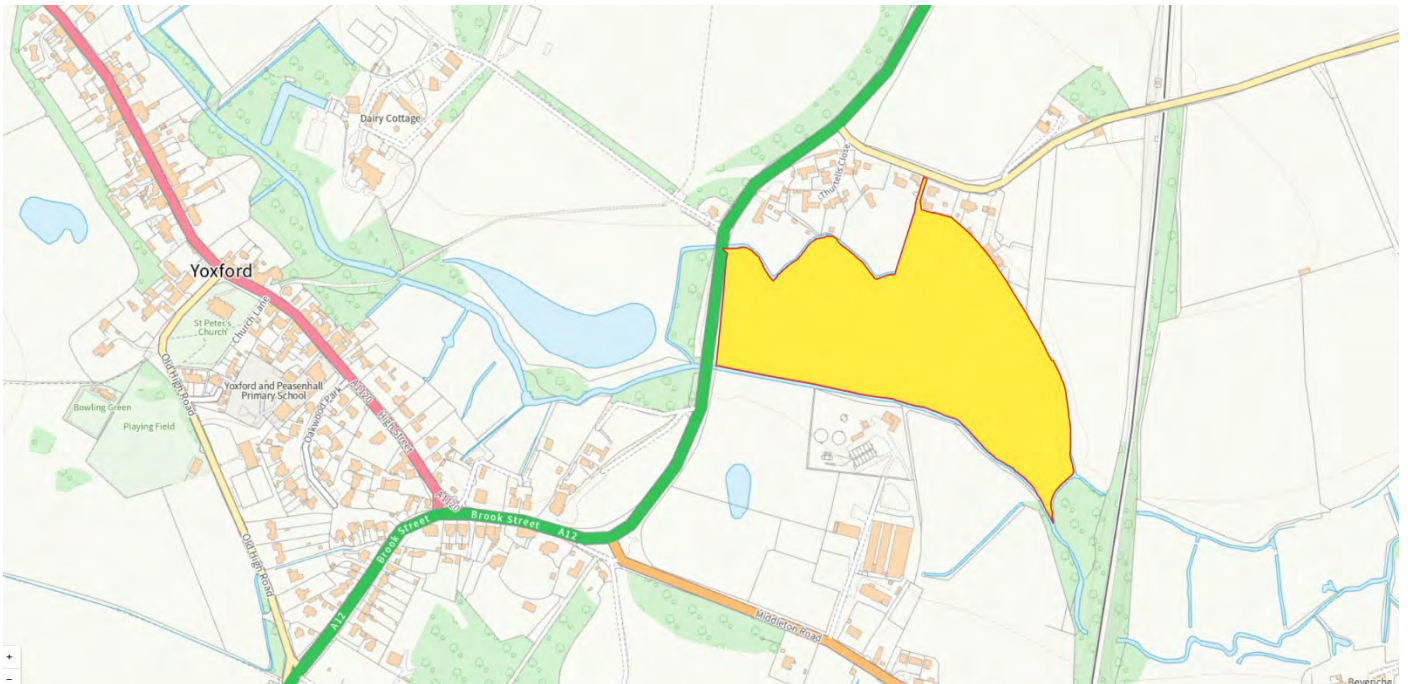 Dairy Cottage
Thurtells Close
Yoxford
St Peter's
Church
Church Lane
Old High Road
A1120
High Street
Yoxford and Peasenhall
Primary School
Bowling Green
Playing Field
Oakwood Park
A1120
Brook Street
Brook Street
A12
Old High Road
A12
Middleton Road
+
−